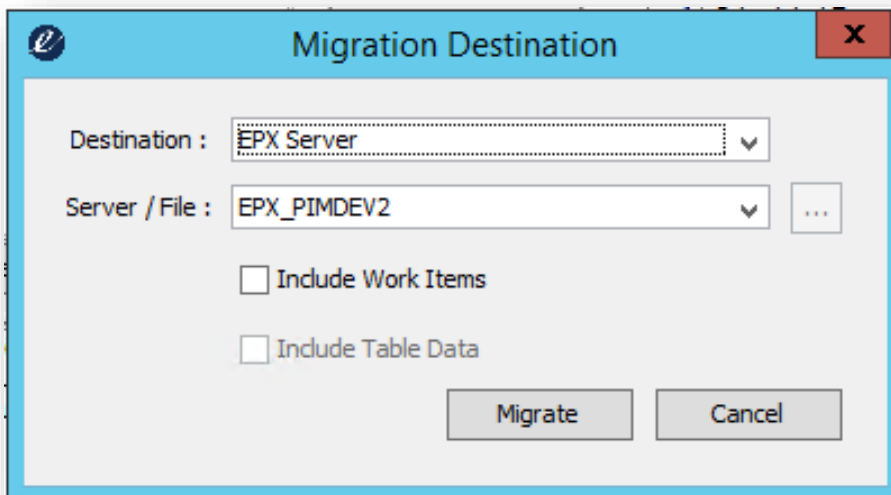 Migration Destination
x
Destination :
EPX Server
Server / File :
EPX_PIMDEV2
...
Include Work Items
Include Table Data
Migrate
Cancel